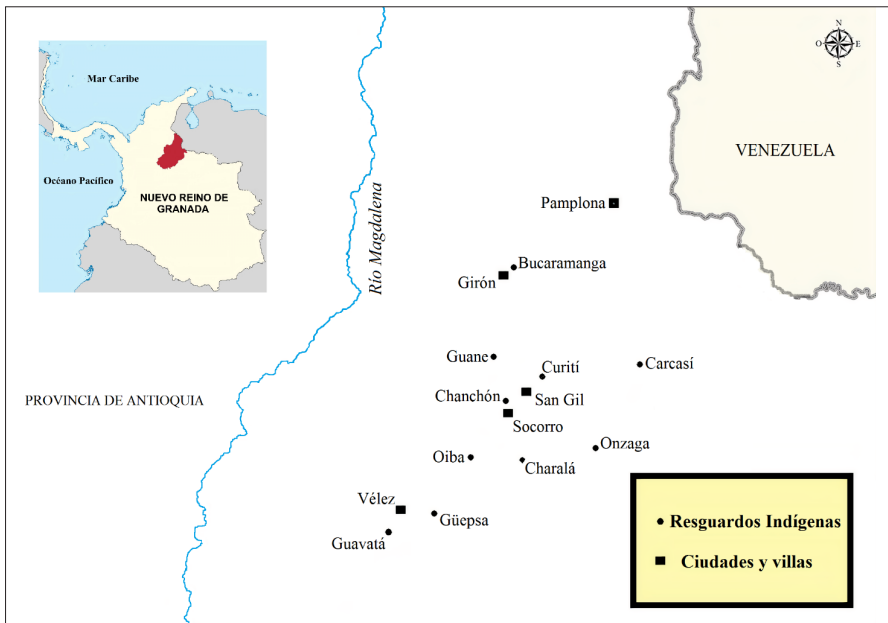 Mar Caribe
Océano Pacífico
NUEVO REINO DE
GRANADA
Río Magdalena
N
O
E
S
VENEZUELA
Pamplona
Bucaramanga
Girón
Guane
Curití
Carcasí
Chanchón
San Gil
Socorro
PROVINCIA DE ANTIOQUIA
Onzaga
Oiba
Charalá
Vélez
Güepsa
Guavatá
Resguardos Indígenas
Ciudades y villas